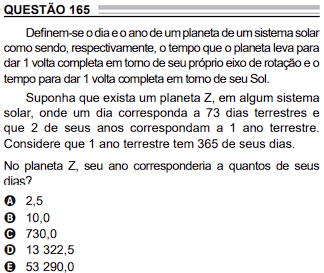 QUESTÃO 165
Definem-se o dia e o ano de um planeta de um sistema solar
como sendo, respectivamente, o tempo que o planeta leva para
dar 1 volta completa em torno de seu próprio eixo de rotação e o
tempo para dar 1 volta completa em torno de seu Sol.
Suponha que exista um planeta Z, em algum sistema
solar, onde um dia corresponda a 73 dias terrestres e
que 2 de seus anos correspondam a 1 ano terrestre.
Considere que 1 ano terrestre tem 365 de seus dias.
No planeta Z, seu ano corresponderia a quantos de seus
dias?
A 2,5
B 10,0
C 730,0
D 13 322,5
E 53 290,0